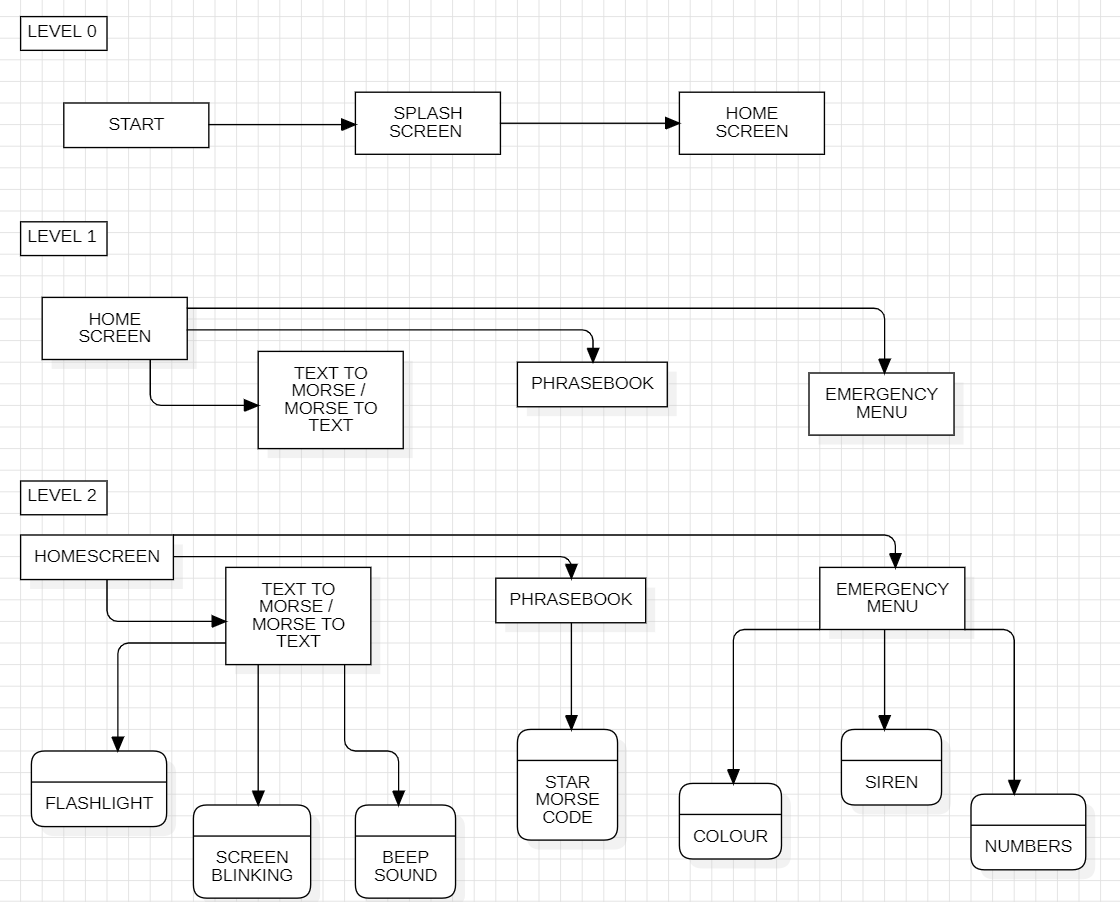 LEVEL 0
START
SPLASH
SCREEN
HOME
SCREEN
LEVEL 1
HOME
SCREEN
TEXT TO
MORSE /
MORSE TO
TEXT
PHRASEBOOK
EMERGENCY
MENU
LEVEL 2
HOMESCREEN
TEXT TO
MORSE /
MORSE TO
TEXT
PHRASEBOOK
EMERGENCY
MENU
FLASHLIGHT
SCREEN
BLINKING
BEEP
SOUND
STAR
MORSE
CODE
COLOUR
SIREN
NUMBERS